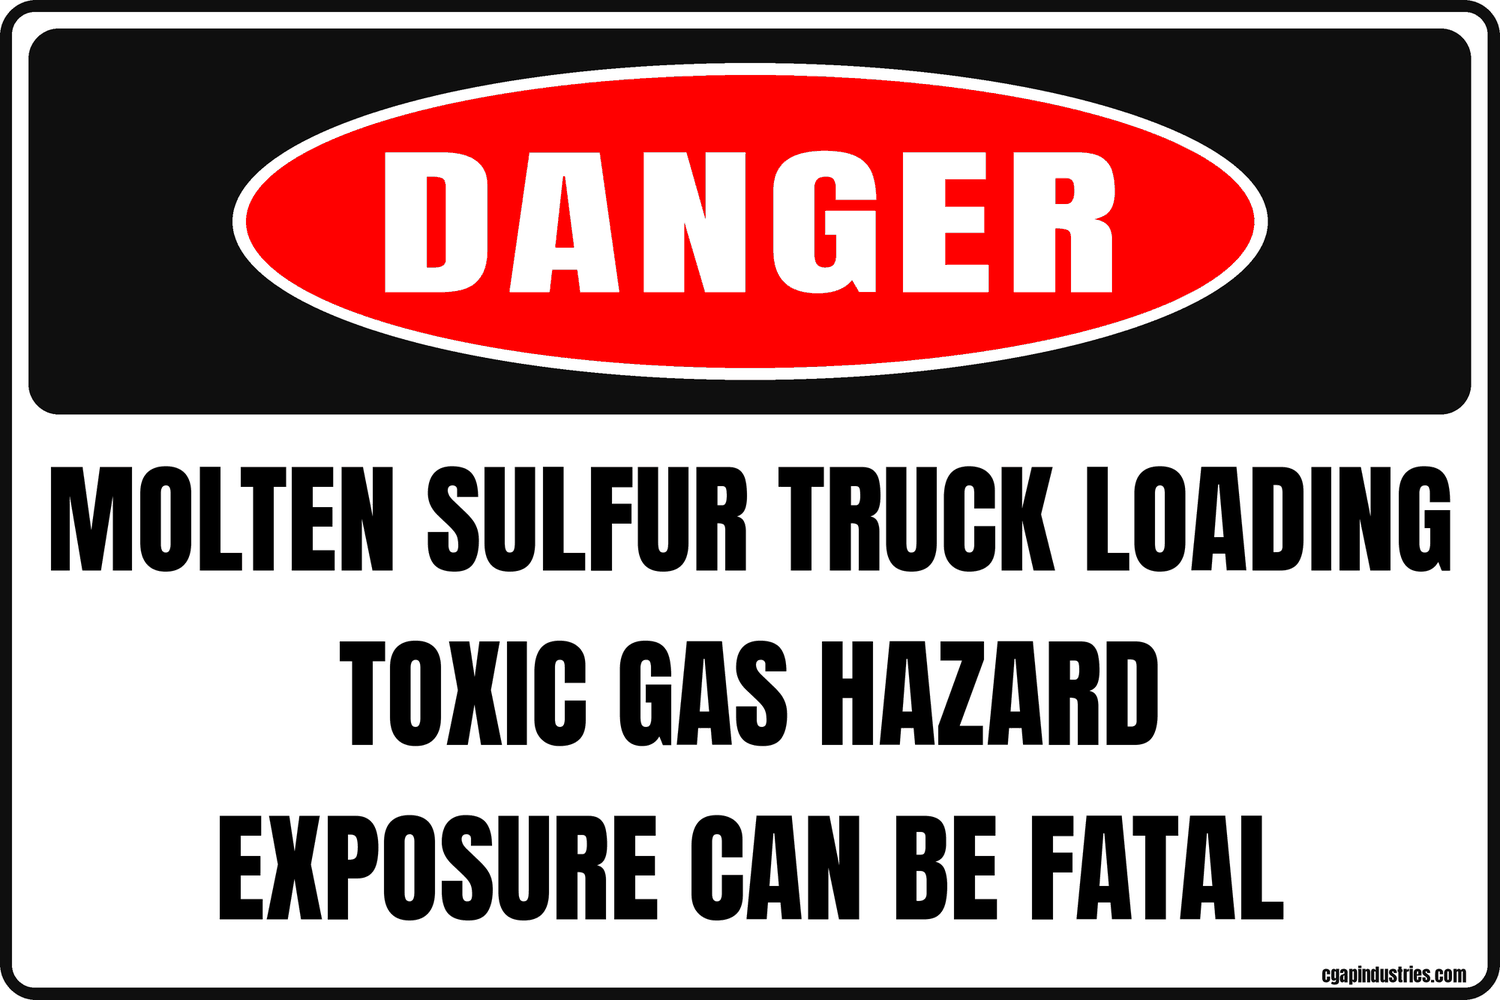 DANGER
MOLTEN SULFUR TRUCK LOADING
TOXIC GAS HAZARD
EXPOSURE CAN BE FATAL
cgapindustries.com